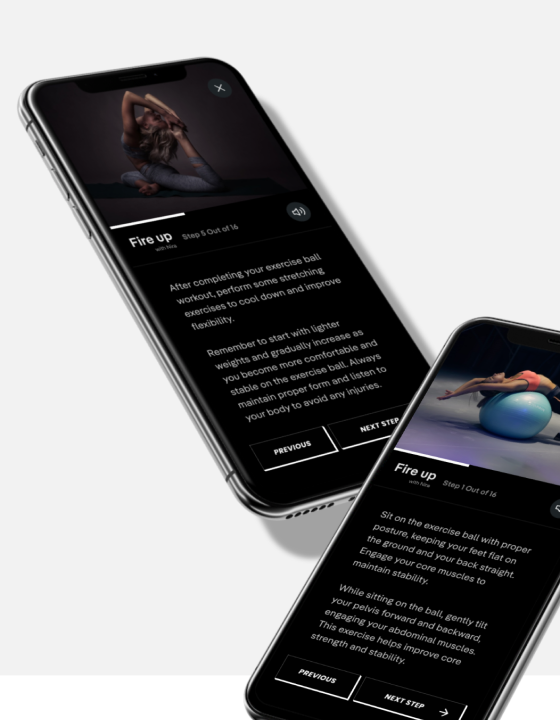 Fire up
with Nira
Step 5 Out of 16
After completing your exercise ball
workout, perform some stretching
exercises to cool down and improve
flexibility.
Remember to start with lighter
weights and gradually increase as
you become more comfortable and
stable on the exercise ball. Always
maintain proper form and listen to
your body to avoid any injuries.
PREVIOUS
NEXT STEP
Fire up
with Nira
Step 1 Out of 16
Sit on the exercise ball with proper
posture, keeping your feet flat on
the ground and your back straight.
Engage your core muscles to
maintain stability.
While sitting on the ball, gently tilt
your pelvis forward and backward,
engaging your abdominal muscles.
This exercise helps improve core
strength and stability.
PREVIOUS
NEXT STEP